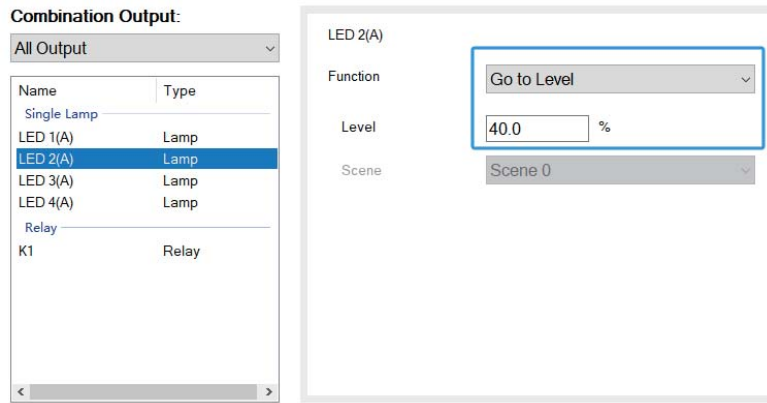 Combination Output:
All Output
Name Type
Single Lamp
LED 1(A) Lamp
LED 2(A) Lamp
LED 3(A) Lamp
LED 4(A) Lamp
Relay
K1 Relay
LED 2(A)
Function Go to Level
Level 40.0 %
Scene Scene 0